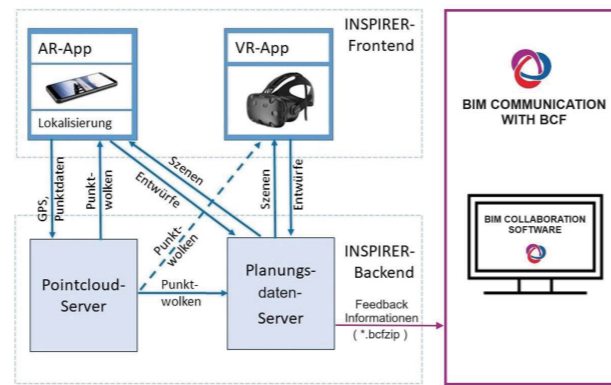 AR-App
Lokalisierung
VR-App
INSPIRER-
Frontend
GPS,
Punktdaten
Punkt-
wolken
Szenen
Entwürfe
Punkt-
wolken
Szenen
Entwürfe
Pointcloud-
Server
Punkt-
wolken
Planungs-
daten-
Server
INSPIRER-
Backend
Feedback
Informationen
( *.bcfzip )
BIM COMMUNICATION
WITH BCF
BIM COLLABORATION
SOFTWARE